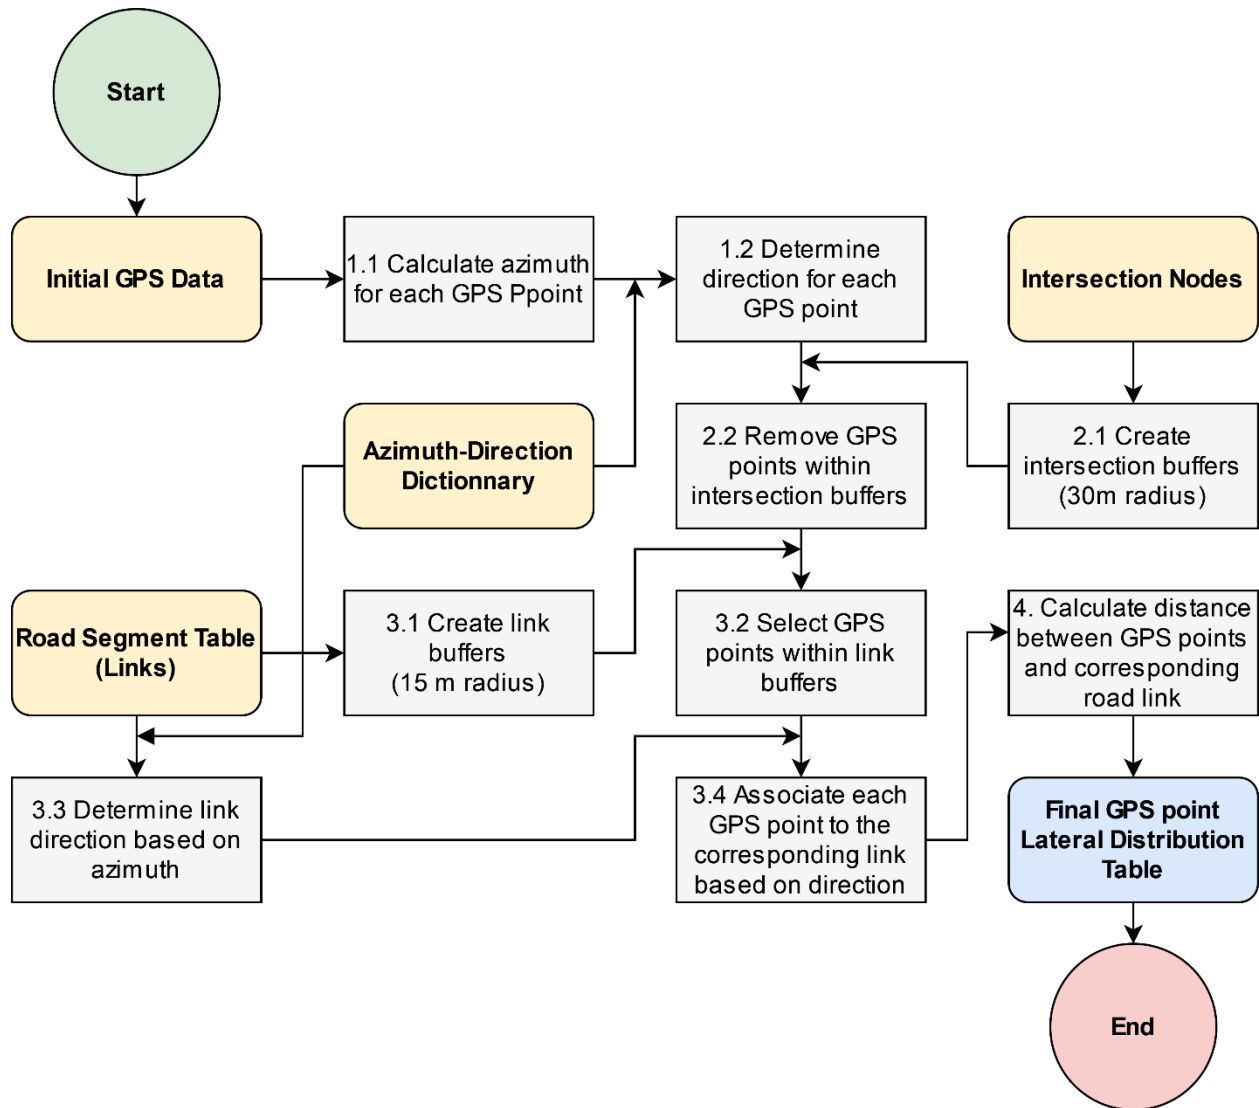 Start
Initial GPS Data
1.1 Calculate azimuth
for each GPS Ppoint
1.2 Determine
direction for each
GPS point
Intersection Nodes
Azimuth-Direction
Dictionnary
2.2 Remove GPS
points within
intersection buffers
2.1 Create
intersection buffers
(30m radius)
Road Segment Table
(Links)
3.1 Create link
buffers
(15 m radius)
3.2 Select GPS
points within link
buffers
4. Calculate distance
between GPS points
and corresponding
road link
3.3 Determine link
direction based on
azimuth
3.4 Associate each
GPS point to the
corresponding link
based on direction
Final GPS point
Lateral Distribution
Table
End